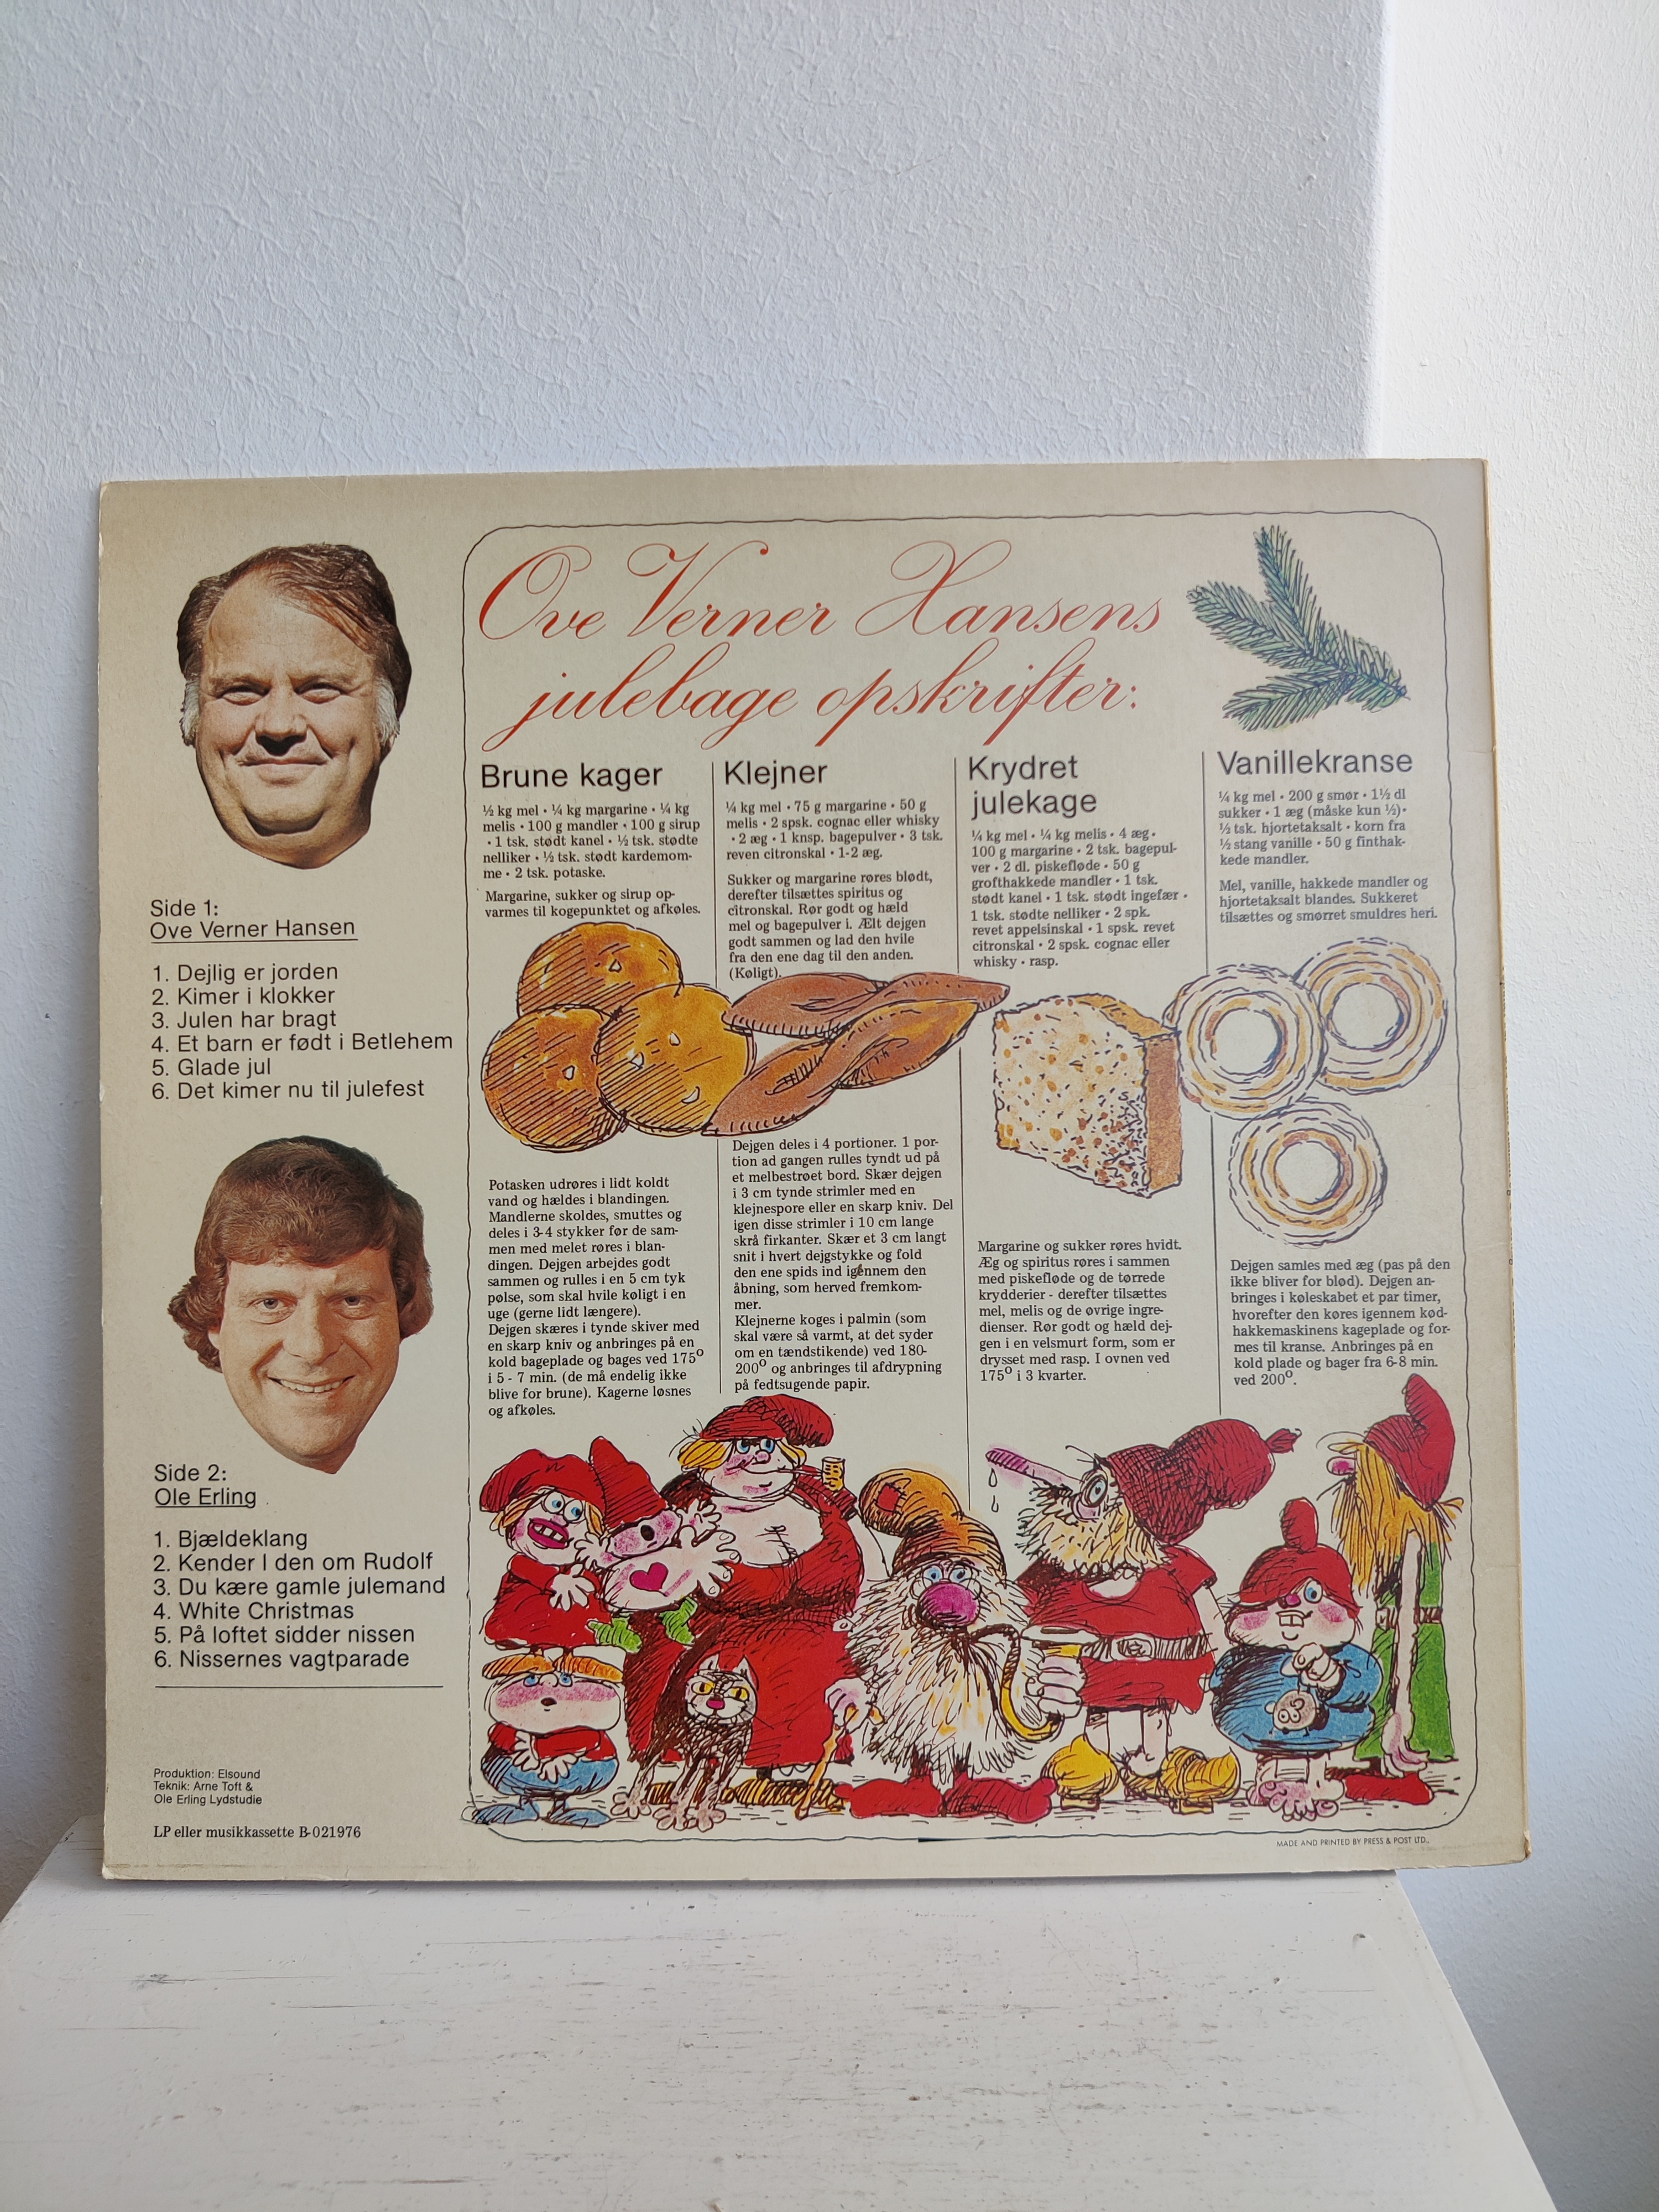 Side 1:
Ove Verner Hansen
1. Dejlig er jorden
2. Kimer i klokker
3. Julen har bragt
4. Et barn er født i Betlehem
5. Glade jul
6. Det kimer nu til julefest
Side 2:
Ole Erling
1. Bjældeklang
2. Kender I den om Rudolf
3. Du kære gamle julemand
4. White Christmas
5. På loftet sidder nissen
6. Nissernes vagtparade
Produktion: Elsound
Teknik: Arne Toft &
Ole Erling Lydstudie
LP eller musikkassette B-021976
Ove Verner Hansens
julebage opskrifter:
Brune kager
½ kg mel • ¼ kg margarine • ¼ kg
melis • 100 g mandler • 100 g sirup
• 1 tsk. stødt kanel • ½ tsk. stødte
nelliker • ½ tsk. stødt kardemom-
me • 2 tsk. potaske.
Margarine, sukker og sirup op-
varmes til kogepunktet og afkøles.
Potasken udrøres i lidt koldt
vand og hældes i blandingen.
Mandlerne skoldes, smuttes og
deles i 3-4 stykker før de sam-
men med melet røres i blan-
dingen. Dejgen arbejdes godt
sammen og rulles i en 5 cm tyk
pølse, som skal hvile køligt i en
uge (gerne lidt længere).
Dejgen skæres i tynde skiver med
en skarp kniv og anbringes på en
kold bageplade og bages ved 175°
i 5 - 7 min. (de må endelig ikke
blive for brune). Kagerne løsnes
og afkøles.
Klejner
¼ kg mel • 75 g margarine • 50 g
melis • 2 spsk. cognac eller whisky
• 2 æg • 1 knsp. bagepulver • 3 tsk.
reven citronskal • 1-2 æg.
Sukker og margarine røres blødt,
derefter tilsættes spiritus og
citronskal. Rør godt og hæld
mel og bagepulver i. Ælt dejgen
godt sammen og lad den hvile
fra den ene dag til den anden.
(Køligt).
Dejgen deles i 4 portioner. 1 por-
tion ad gangen rulles tyndt ud på
et melbestrøet bord. Skær dejgen
i 3 cm tynde strimler med en
klejnespore eller en skarp kniv. Del
igen disse strimler i 10 cm lange
skrå firkanter. Skær et 3 cm langt
snit i hvert dejgstykke og fold
den ene spids ind igennem den
åbning, som herved fremkom-
mer.
Klejnerne koges i palmin (som
skal være så varmt, at det syder
om en tændstikende) ved 180-
200° og anbringes til afdrypning
på fedtsugende papir.
Krydret
julekage
¼ kg mel • ¼ kg melis • 4 æg •
100 g margarine • 2 tsk. bagepul-
ver • 2 dl. piskefløde • 50 g
grofthakkede mandler • 1 tsk.
stødt kanel • 1 tsk. stødt ingefær •
1 tsk. stødte nelliker • 2 spk.
revet appelsinskal • 1 spsk. revet
citronskal • 2 spsk. cognac eller
whisky • rasp.
Margarine og sukker røres hvidt.
Æg og spiritus røres i sammen
med piskefløde og de tørrede
krydderier - derefter tilsættes
mel, melis og de øvrige ingre-
dienser. Rør godt og hæld dej-
gen i en velsmurt form, som er
drysset med rasp. I ovnen ved
175° i 3 kvarter.
Vanillekranse
¼ kg mel • 200 g smør • 1½ dl
sukker • 1 æg (måske kun ½) •
½ tsk. hjortetaksalt • korn fra
½ stang vanille • 50 g finthak-
kede mandler.
Mel, vanille, hakkede mandler og
hjortetaksalt blandes. Sukkeret
tilsættes og smørret smuldres heri.
Dejgen samles med æg (pas på den
ikke bliver for blød). Dejgen an-
bringes i køleskabet et par timer,
hvorefter den køres igennem kød-
hakkemaskinens kageplade og for-
mes til kranse. Anbringes på en
kold plade og bager fra 6-8 min.
ved 200°.
MADE AND PRINTED BY PRESS & POST LTD.